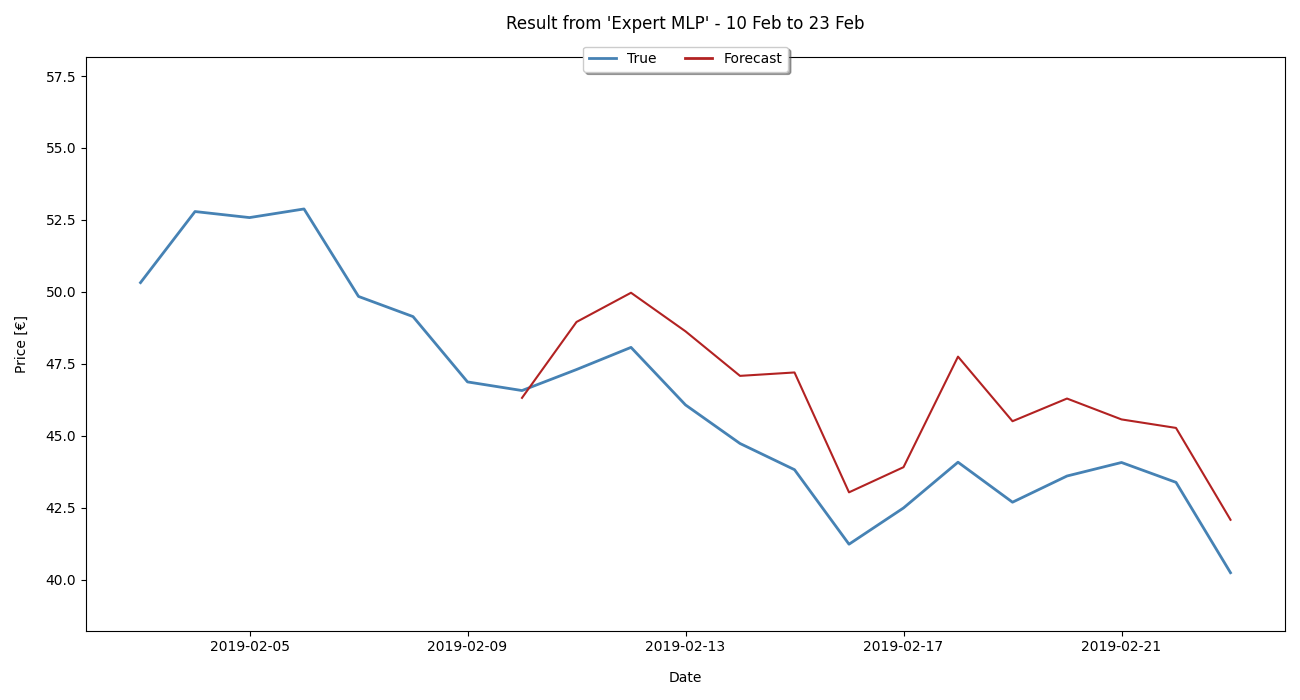 Result from 'Expert MLP' - 10 Feb to 23 Feb
True Forecast
57.5
55.0
52.5
50.0
47.5
45.0
42.5
40.0
Price [€]
2019-02-05 2019-02-09 2019-02-13 2019-02-17 2019-02-21
Date